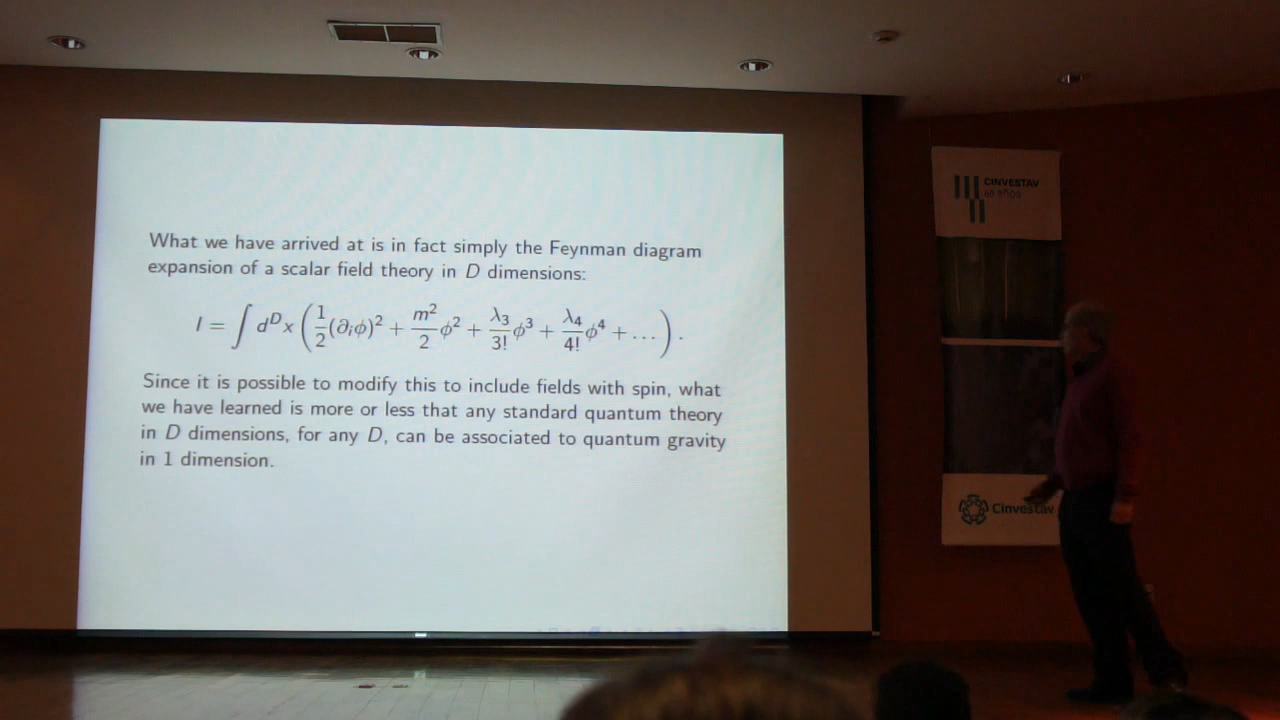 What we have arrived at is in fact simply the Feynman diagram
expansion of a scalar field theory in D dimensions:
I = ∫ d^D x ( 1/2 (∂_i ϕ)^2 + m^2/2 ϕ^2 + λ_3/3! ϕ^3 + λ_4/4! ϕ^4 + ... ) .
Since it is possible to modify this to include fields with spin, what
we have learned is more or less that any standard quantum theory
in D dimensions, for any D, can be associated to quantum gravity
in 1 dimension.
CINVESTAV
60 AÑOS
Cinvestav